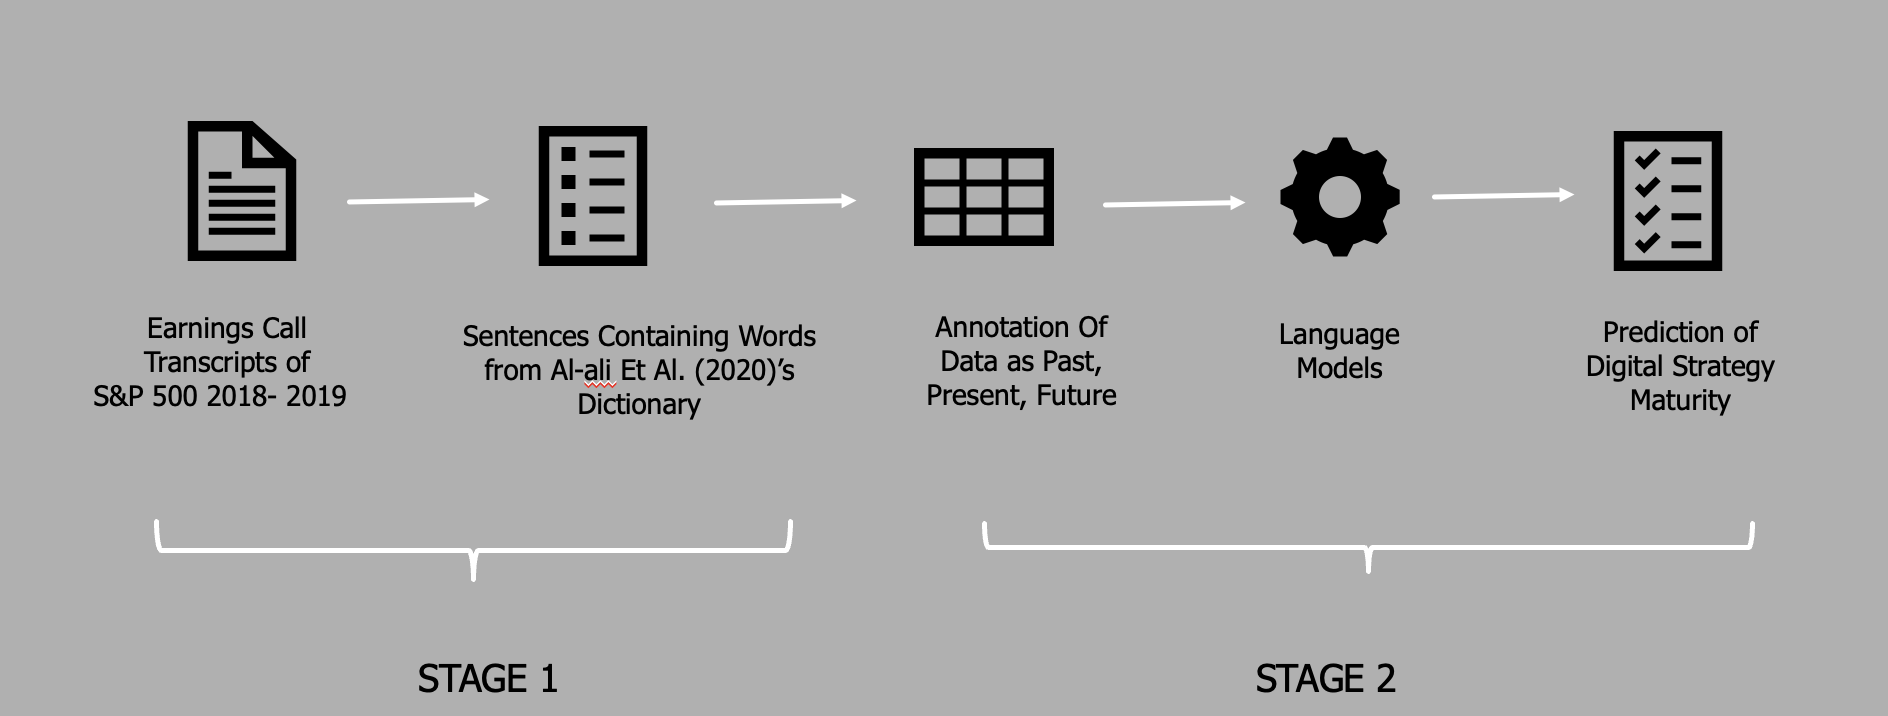 Earnings Call
Transcripts of
S&P 500 2018- 2019
Sentences Containing Words
from Al-ali Et Al. (2020)’s
Dictionary
Annotation Of
Data as Past,
Present, Future
Language
Models
Prediction of
Digital Strategy
Maturity
STAGE 1
STAGE 2